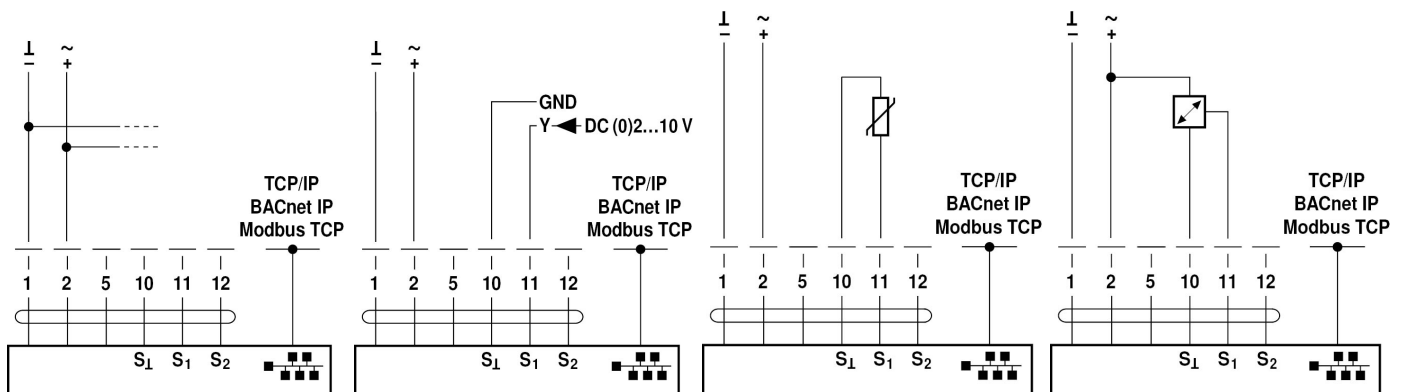 ⊥ ~
– +
TCP/IP
BACnet IP
Modbus TCP
1 2 5 10 11 12
S⊥ S1 S2
⊥ ~
– +
GND
Y DC (0)2...10 V
TCP/IP
BACnet IP
Modbus TCP
1 2 5 10 11 12
S⊥ S1 S2
⊥ ~
– +
TCP/IP
BACnet IP
Modbus TCP
1 2 5 10 11 12
S⊥ S1 S2
⊥ ~
– +
TCP/IP
BACnet IP
Modbus TCP
1 2 5 10 11 12
S⊥ S1 S2